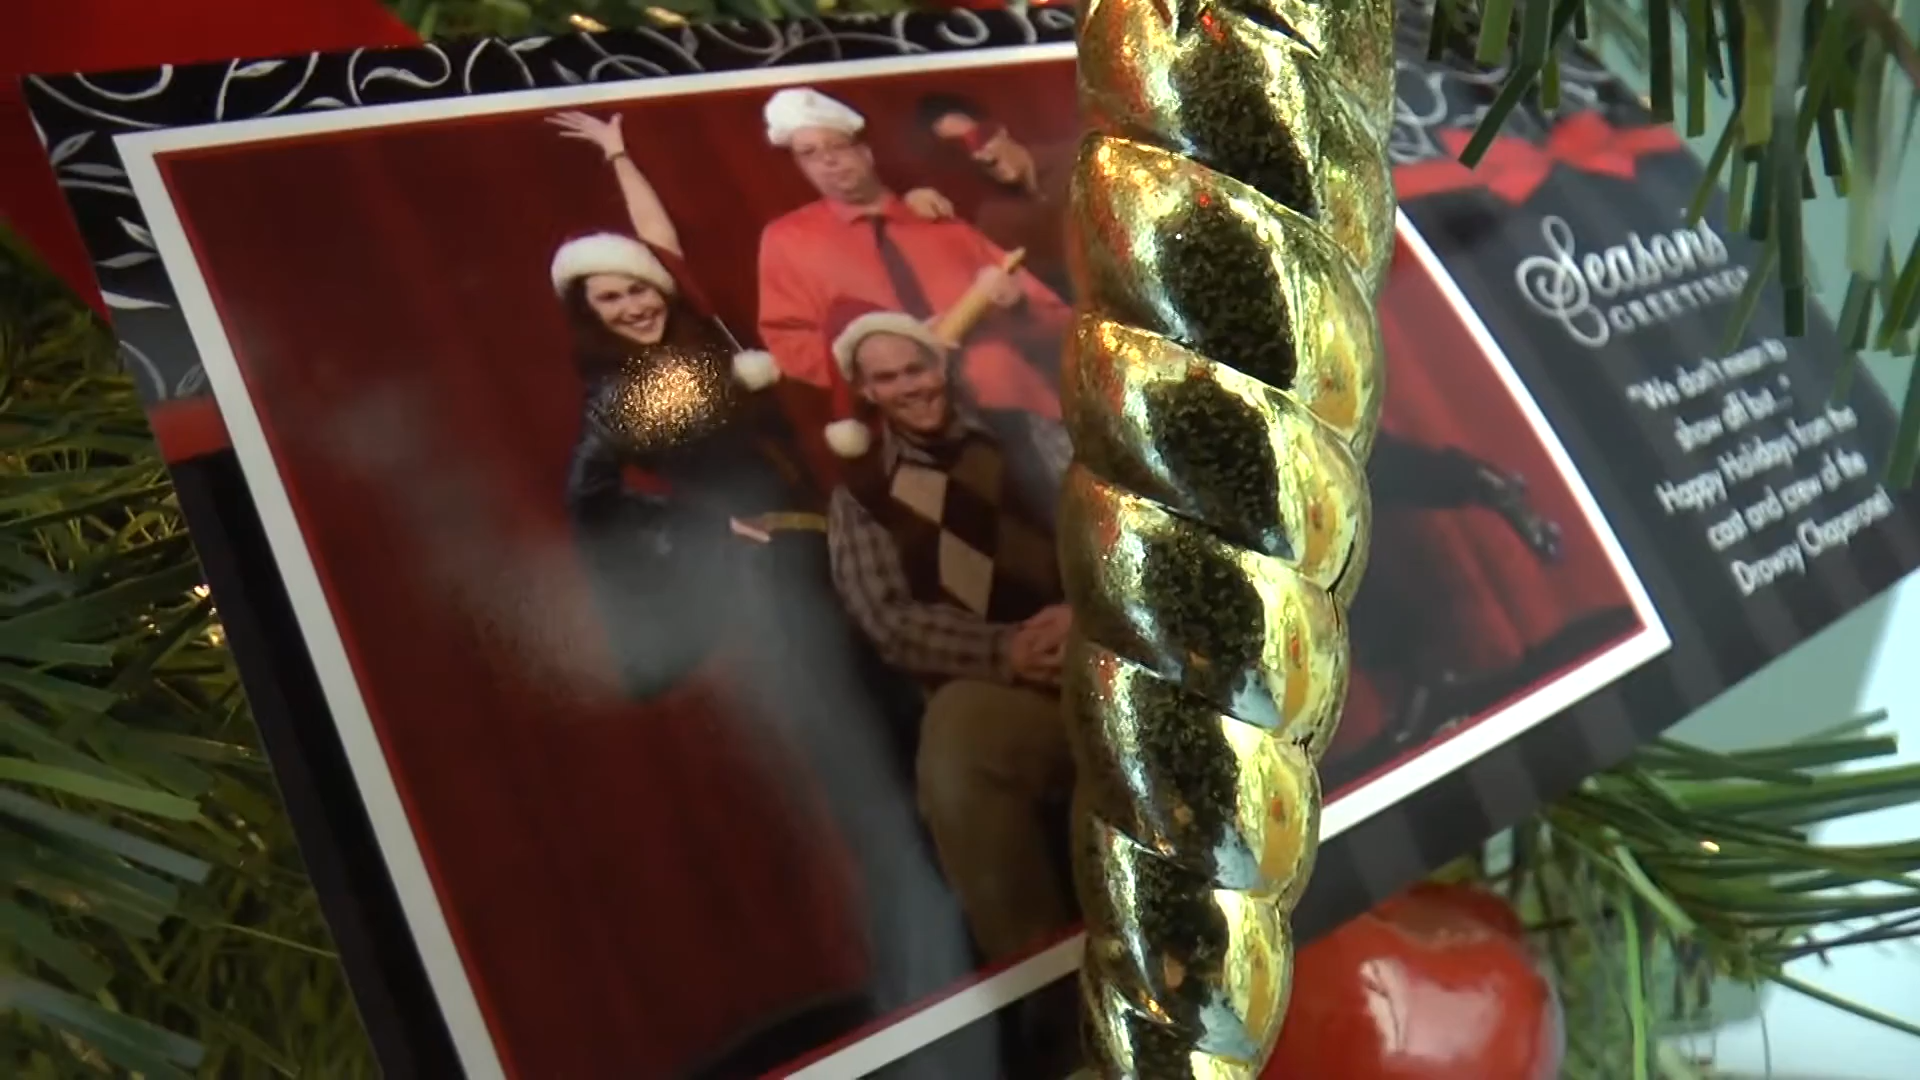 Seasons
GREETINGS
"We don't mean to
show off but..."
Happy Holidays from the
cast and crew of the
Drowsy Chaperone!